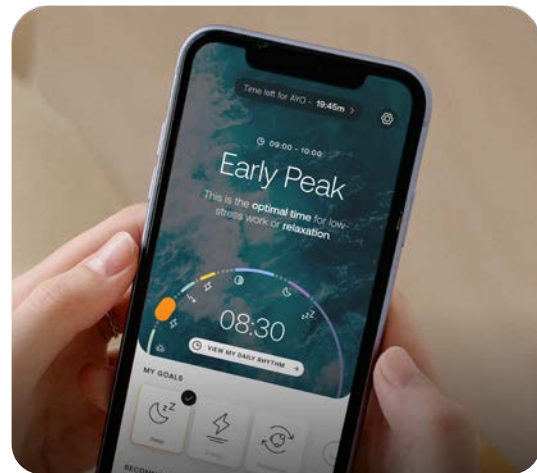 Time left for AYO - 19:45m >
09:00 - 10:00
Early Peak
This is the optimal time for low-
stress work or relaxation.
08:30
VIEW MY DAILY RHYTHM →
MY GOALS
Sleep
Energy